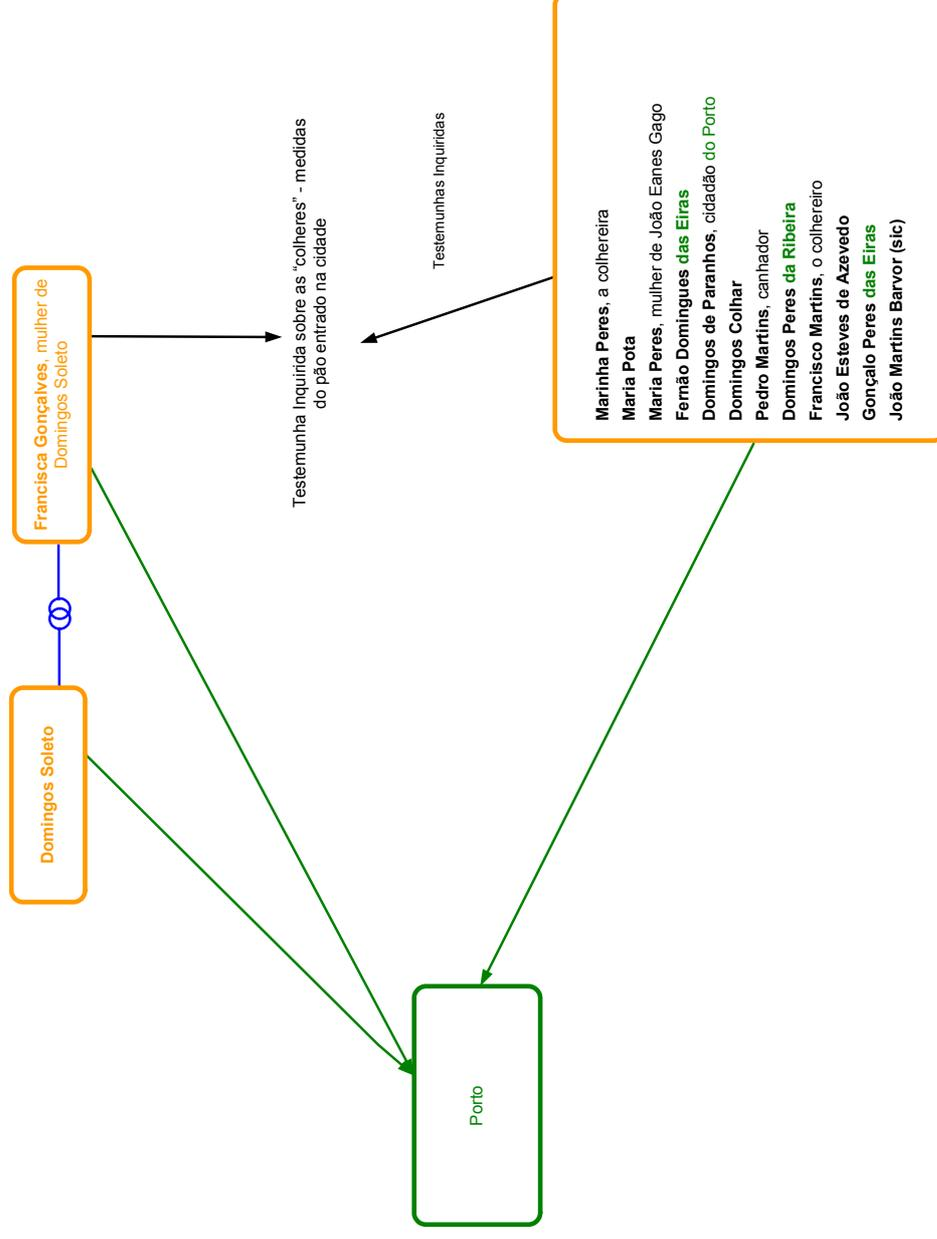 Domingos Soleto
Francisca Gonçalves, mulher de
Domingos Soleto
Testemunha Inquirida sobre as “colheres” - medidas
do pão entrado na cidade
Testemunhas Inquiridas
Porto
Marinha Peres, a colhereira
Maria Pota
Maria Peres, mulher de João Eanes Gago
Fernão Domingues das Eiras
Domingos de Paranhos, cidadão do Porto
Domingos Colhar
Pedro Martins, canhador
Domingos Peres da Ribeira
Francisco Martins, o colhereiro
João Esteves de Azevedo
Gonçalo Peres das Eiras
João Martins Barvor (sic)